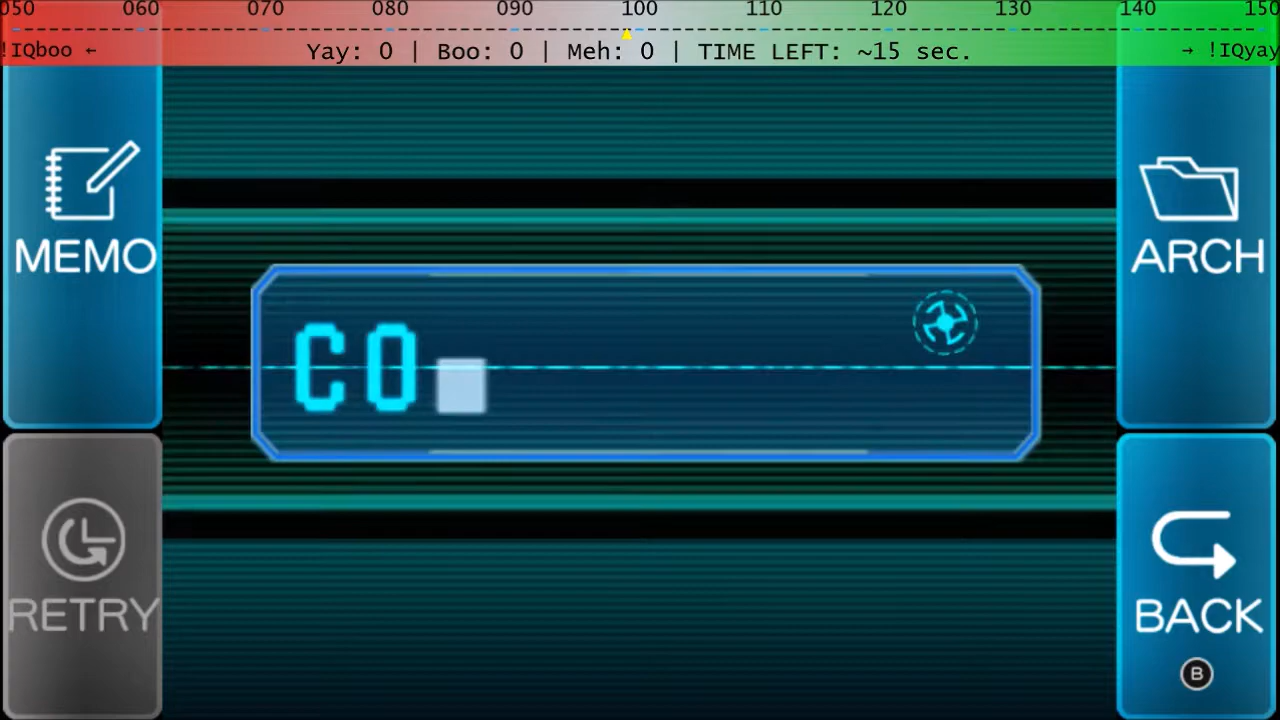 050 060 070 080 090 100 110 120 130 140 150
!IQboo ← Yay: 0 | Boo: 0 | Meh: 0 | TIME LEFT: ~15 sec. → !IQyay
MEMO
ARCH
CO
RETRY
BACK
B